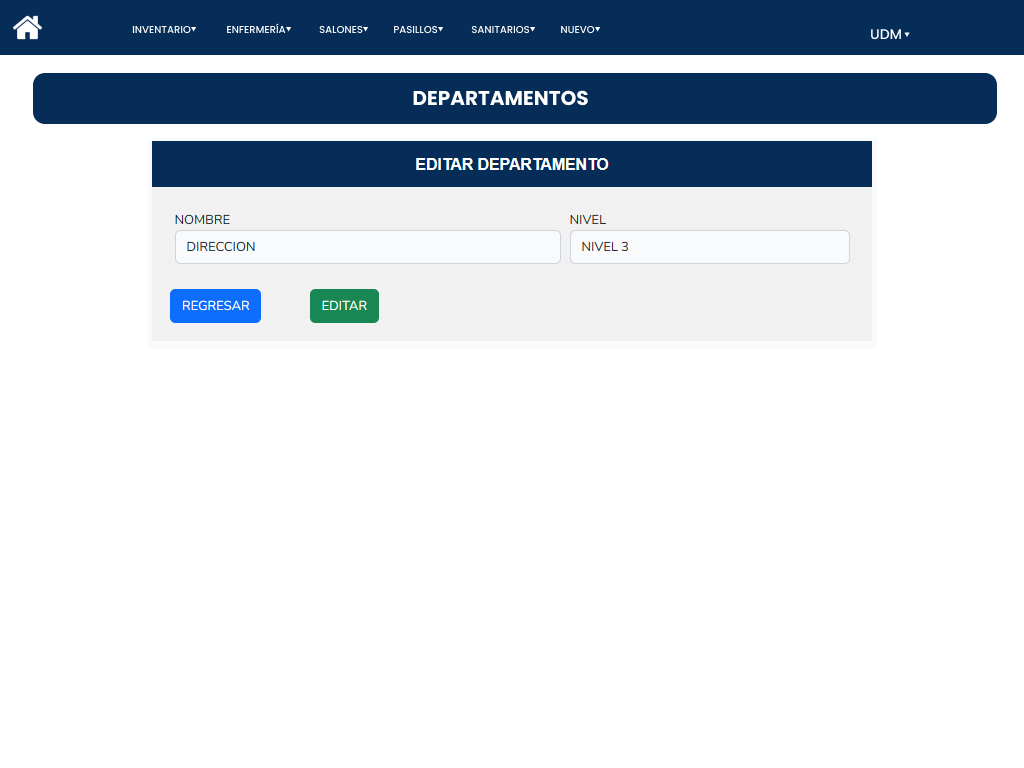 INVENTARIO▾ ENFERMERÍA▾ SALONES▾ PASILLOS▾ SANITARIOS▾ NUEVO▾ UDM ▾
DEPARTAMENTOS
EDITAR DEPARTAMENTO
NOMBRE NIVEL
DIRECCION NIVEL 3
REGRESAR EDITAR